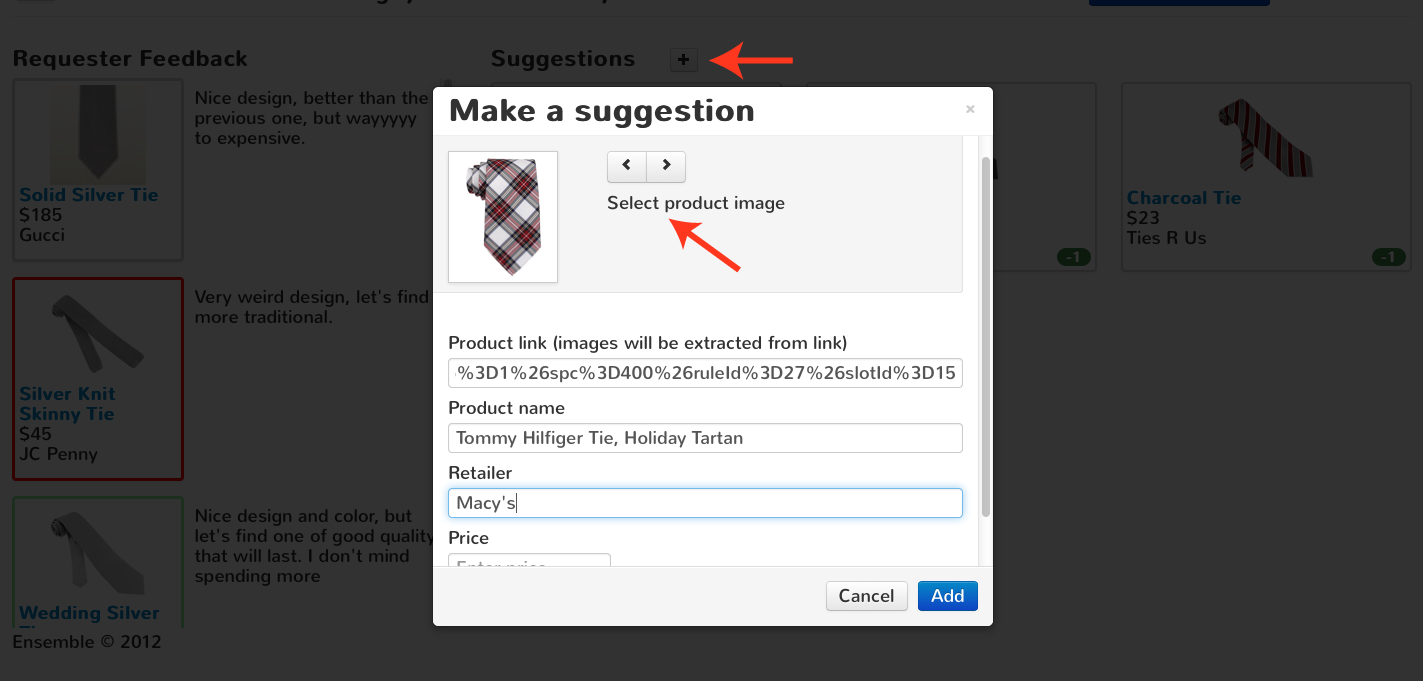 Requester Feedback
Solid Silver Tie
$185
Gucci
Nice design, better than the
previous one, but wayyyyy
to expensive.
Silver Knit
Skinny Tie
$45
JC Penny
Very weird design, let's find
more traditional.
Wedding Silver
Nice design and color, but
let's find one of good quality
that will last. I don't mind
spending more
Ensemble © 2012
Suggestions +
-1
Charcoal Tie
$23
Ties R Us
-1
Make a suggestion ×
Select product image
Product link (images will be extracted from link)
%3D1%26spc%3D400%26ruleId%3D27%26slotId%3D15
Product name
Tommy Hilfiger Tie, Holiday Tartan
Retailer
Macy's
Price
Enter price
Cancel Add